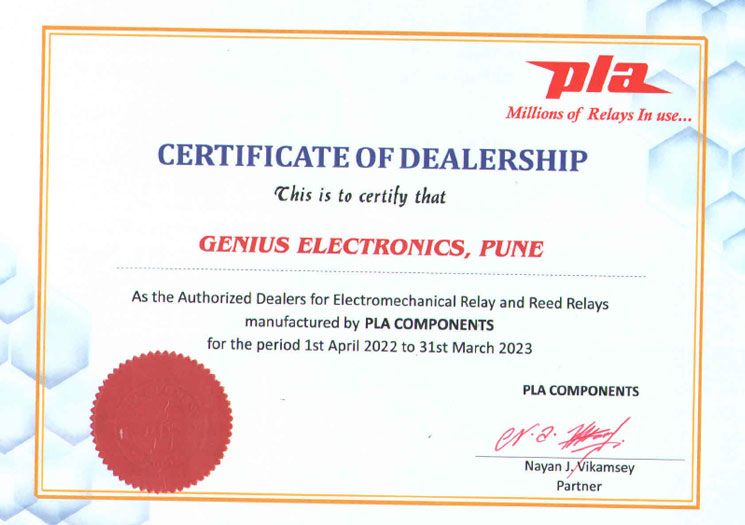 pla
Millions of Relays In use...
CERTIFICATE OF DEALERSHIP
This is to certify that
GENIUS ELECTRONICS, PUNE
As the Authorized Dealers for Electromechanical Relay and Reed Relays
manufactured by PLA COMPONENTS
for the period 1st April 2022 to 31st March 2023
PLA COMPONENTS
Nayan J. Vikamsey
Partner